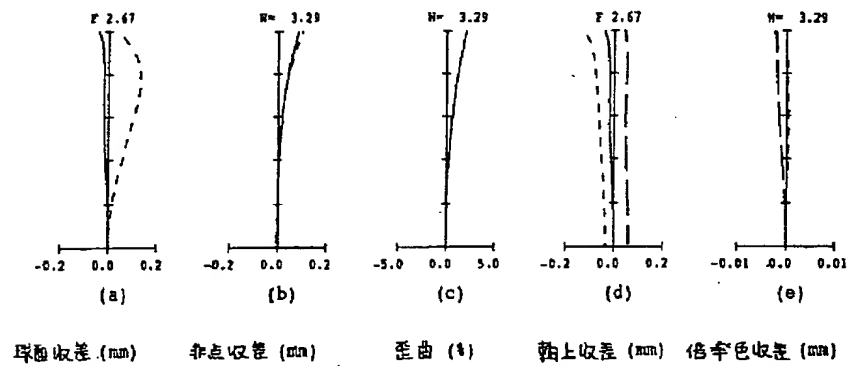 F 2.67 W= 3.29 W= 3.29 F 2.67 W= 3.29
-0.2 0.0 0.2 -0.2 0.0 0.2 -5.0 0.0 5.0 -0.2 0.0 0.2 -0.01 -0.0 0.01
(a) (b) (c) (d) (e)
球面収差 (mm) 非点収差 (mm) 歪曲 (%) 軸上収差 (mm) 倍率色収差 (mm)